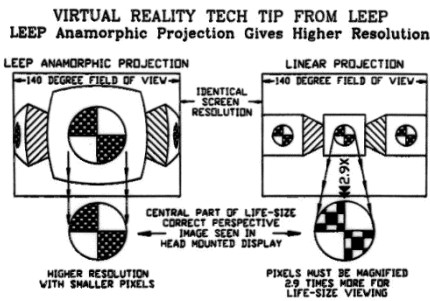 VIRTUAL REALITY TECH TIP FROM LEEP
LEEP Anamorphic Projection Gives Higher Resolution
LEEP ANAMORPHIC PROJECTION
LINEAR PROJECTION
140 DEGREE FIELD OF VIEW
140 DEGREE FIELD OF VIEW
IDENTICAL
SCREEN
RESOLUTION
2.9X
CENTRAL PART OF LIFE-SIZE
CORRECT PERSPECTIVE
IMAGE SEEN IN
HEAD MOUNTED DISPLAY
HIGHER RESOLUTION
WITH SMALLER PIXELS
PIXELS MUST BE MAGNIFIED
2.9 TIMES MORE FOR
LIFE-SIZE VIEWING